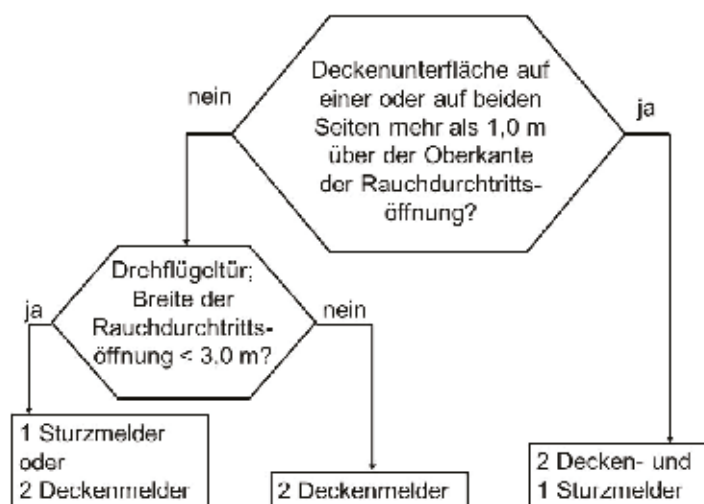 Deckenunterfläche auf
einer oder auf beiden
Seiten mehr als 1,0 m
über der Oberkante
der Rauchdurchtritts-
öffnung?
nein
ja
Drehflügeltür;
Breite der
Rauchdurchtritts-
öffnung < 3,0 m?
ja
nein
1 Sturzmelder
oder
2 Deckenmelder
2 Deckenmelder
2 Decken- und
1 Sturzmelder